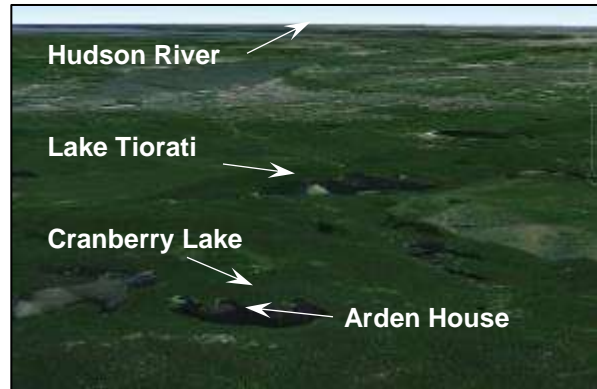 Hudson River
Lake Tiorati
Cranberry Lake
Arden House